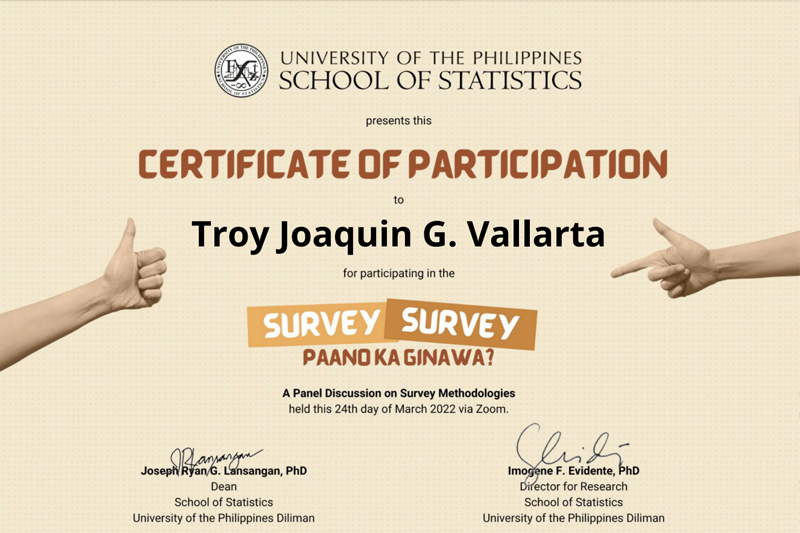 UNIVERSITY OF THE PHILIPPINES
SCHOOL OF STATISTICS
presents this
CERTIFICATE OF PARTICIPATION
to
Troy Joaquin G. Vallarta
for participating in the
SURVEY SURVEY
PAANO KA GINAWA?
A Panel Discussion on Survey Methodologies
held this 24th day of March 2022 via Zoom.
Joseph Ryan G. Lansangan, PhD
Dean
School of Statistics
University of the Philippines Diliman
Imogene F. Evidente, PhD
Director for Research
School of Statistics
University of the Philippines Diliman